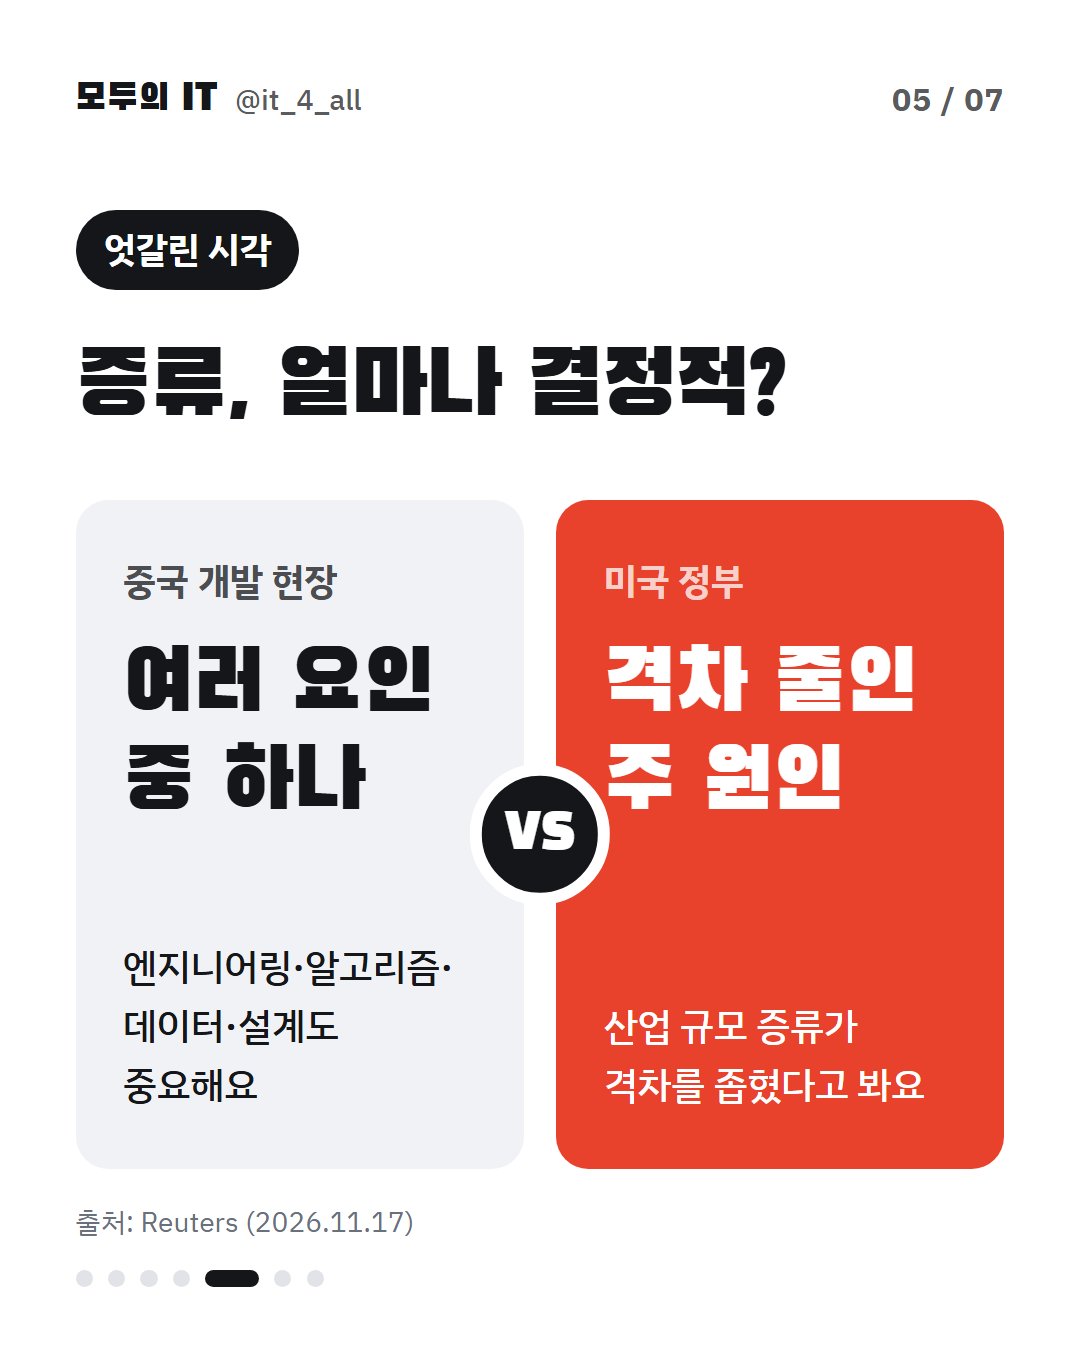 모두의 IT @it_4_all
05 / 07
엇갈린 시각
증류, 얼마나 결정적?
중국 개발 현장
여러 요인
중 하나
엔지니어링·알고리즘·
데이터·설계도
중요해요
VS
미국 정부
격차 줄인
주 원인
산업 규모 증류가
격차를 좁혔다고 봐요
출처: Reuters (2026.11.17)